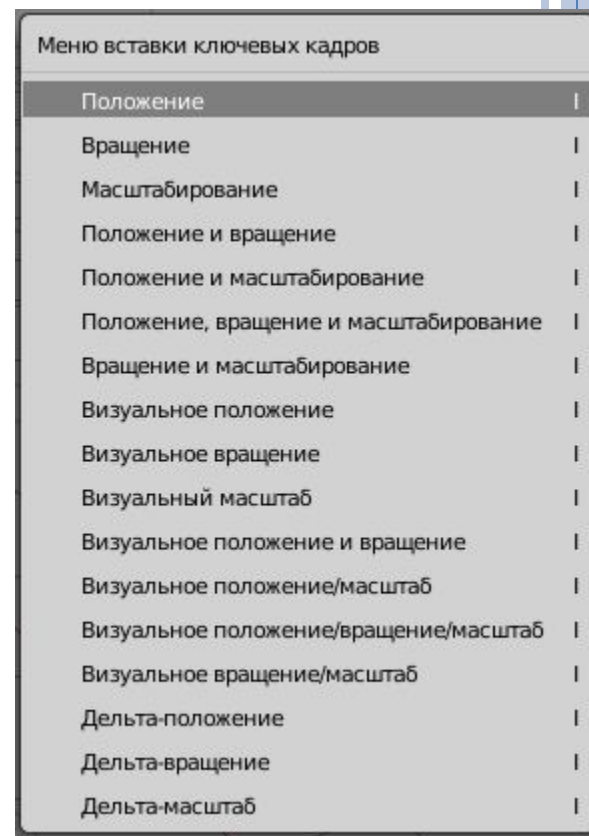 Меню вставки ключевых кадров
Положение I
Вращение I
Масштабирование I
Положение и вращение I
Положение и масштабирование I
Положение, вращение и масштабирование I
Вращение и масштабирование I
Визуальное положение I
Визуальное вращение I
Визуальный масштаб I
Визуальное положение и вращение I
Визуальное положение/масштаб I
Визуальное положение/вращение/масштаб I
Визуальное вращение/масштаб I
Дельта-положение I
Дельта-вращение I
Дельта-масштаб I